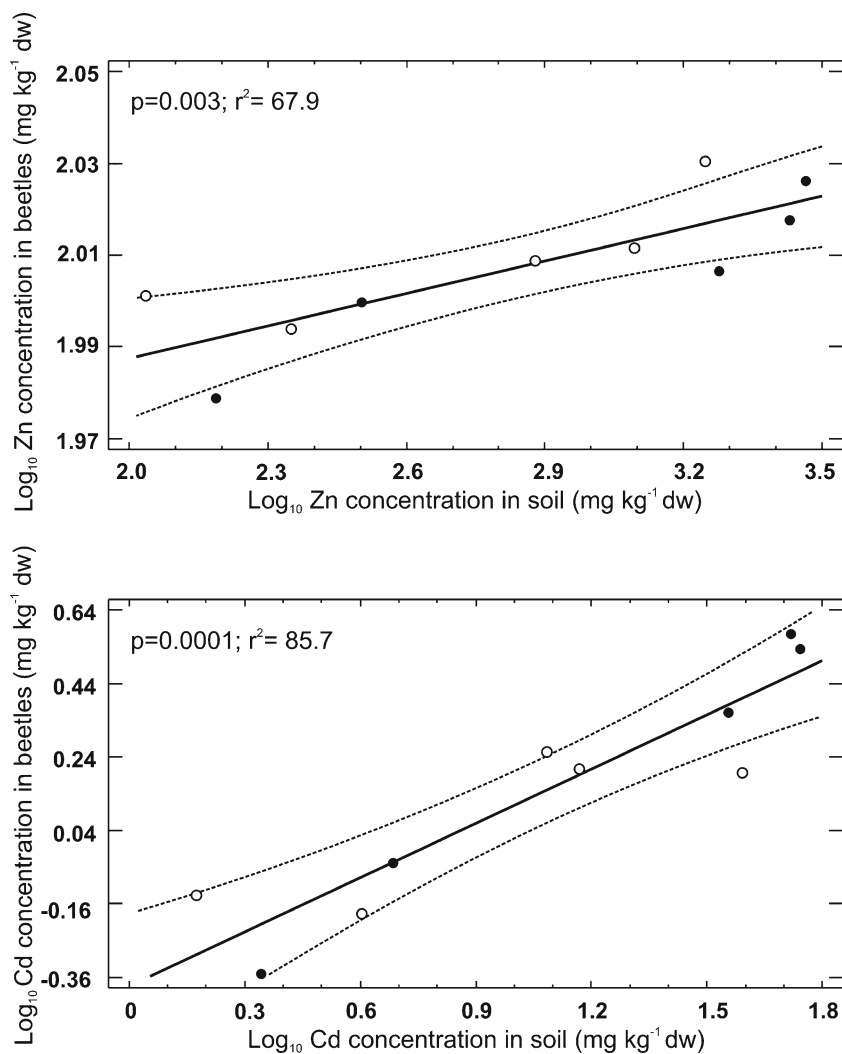 Log₁₀ Zn concentration in beetles (mg kg⁻¹ dw)
p=0.003; r²= 67.9
2.05
2.03
2.01
1.99
1.97
2.0 2.3 2.6 2.9 3.2 3.5
Log₁₀ Zn concentration in soil (mg kg⁻¹ dw)
Log₁₀ Cd concentration in beetles (mg kg⁻¹ dw)
p=0.0001; r²= 85.7
0.64
0.44
0.24
0.04
-0.16
-0.36
0 0.3 0.6 0.9 1.2 1.5 1.8
Log₁₀ Cd concentration in soil (mg kg⁻¹ dw)